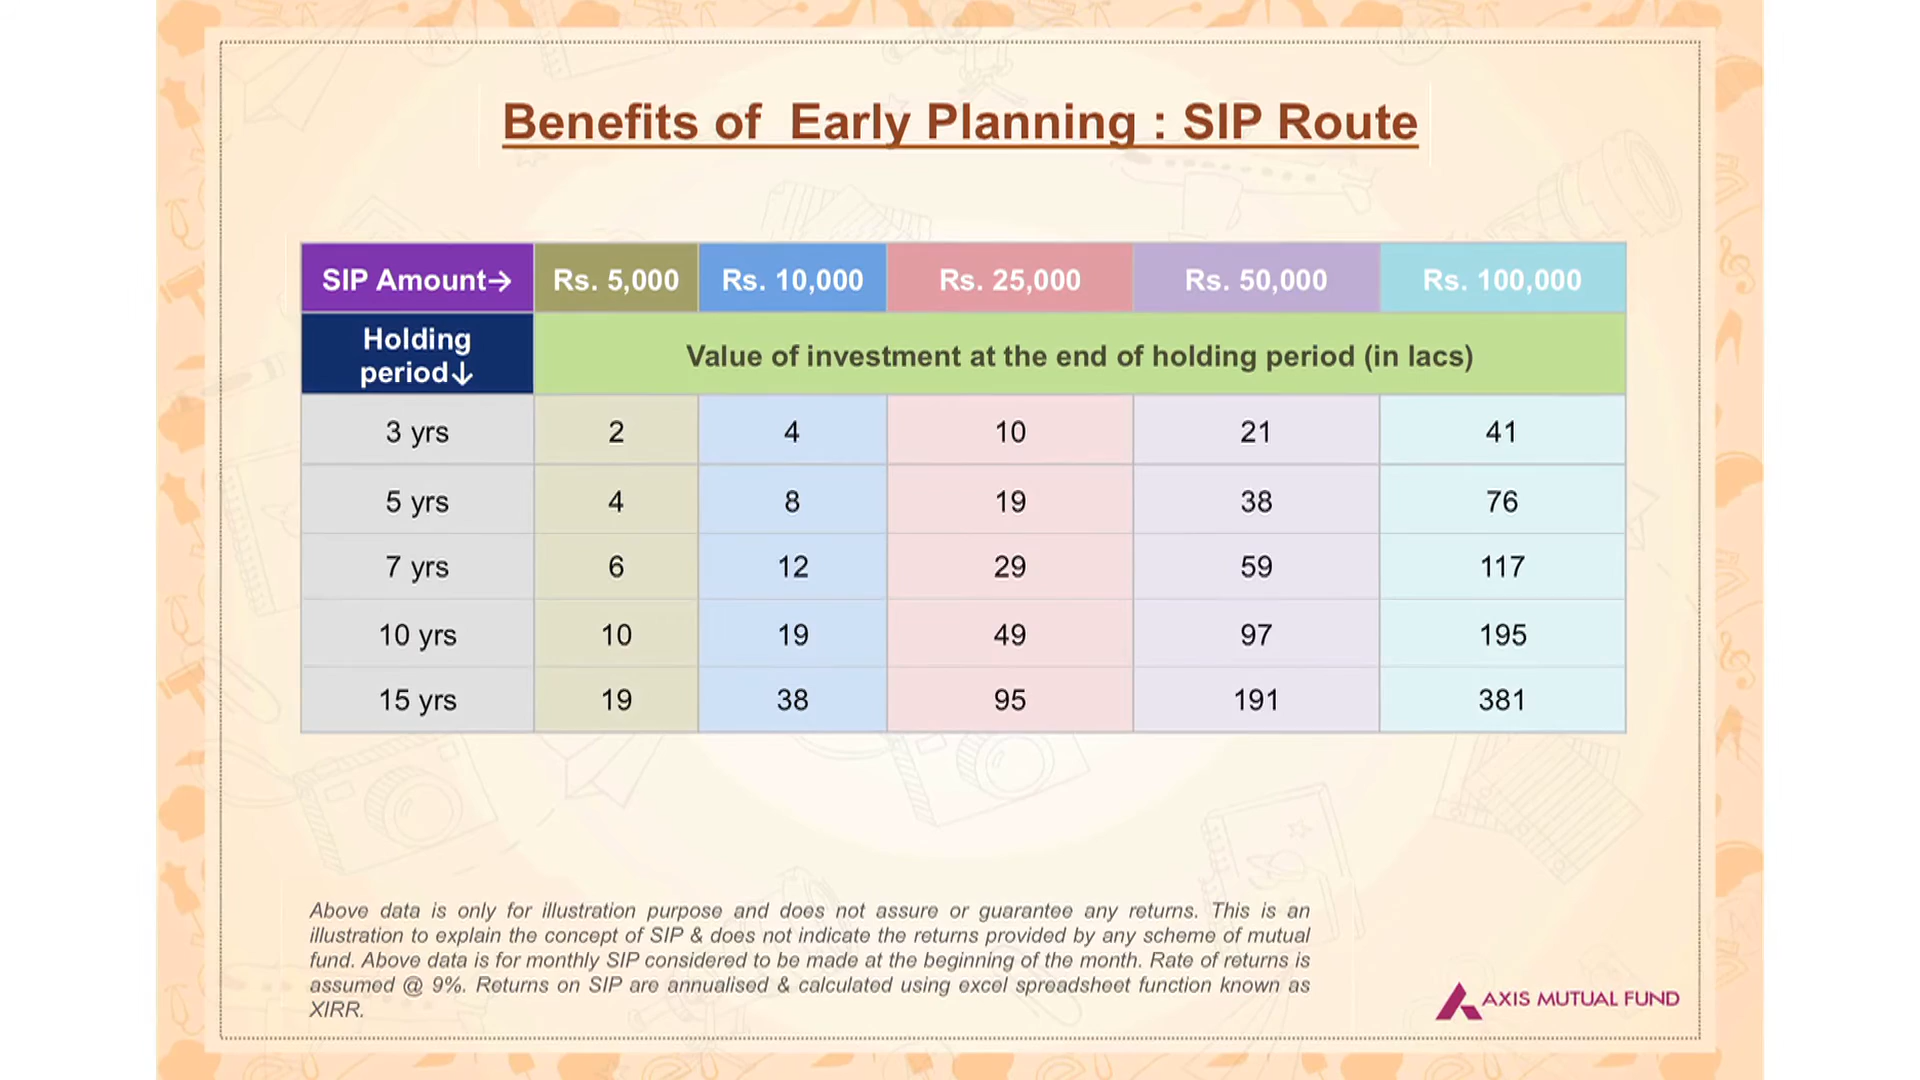 Benefits of Early Planning : SIP Route
SIP Amount→ Rs. 5,000 Rs. 10,000 Rs. 25,000 Rs. 50,000 Rs. 100,000
Holding
period↓
Value of investment at the end of holding period (in lacs)
3 yrs 2 4 10 21 41
5 yrs 4 8 19 38 76
7 yrs 6 12 29 59 117
10 yrs 10 19 49 97 195
15 yrs 19 38 95 191 381
Above data is only for illustration purpose and does not assure or guarantee any returns. This is an
illustration to explain the concept of SIP & does not indicate the returns provided by any scheme of mutual
fund. Above data is for monthly SIP considered to be made at the beginning of the month. Rate of returns is
assumed @ 9%. Returns on SIP are annualised & calculated using excel spreadsheet function known as
XIRR.
AXIS MUTUAL FUND